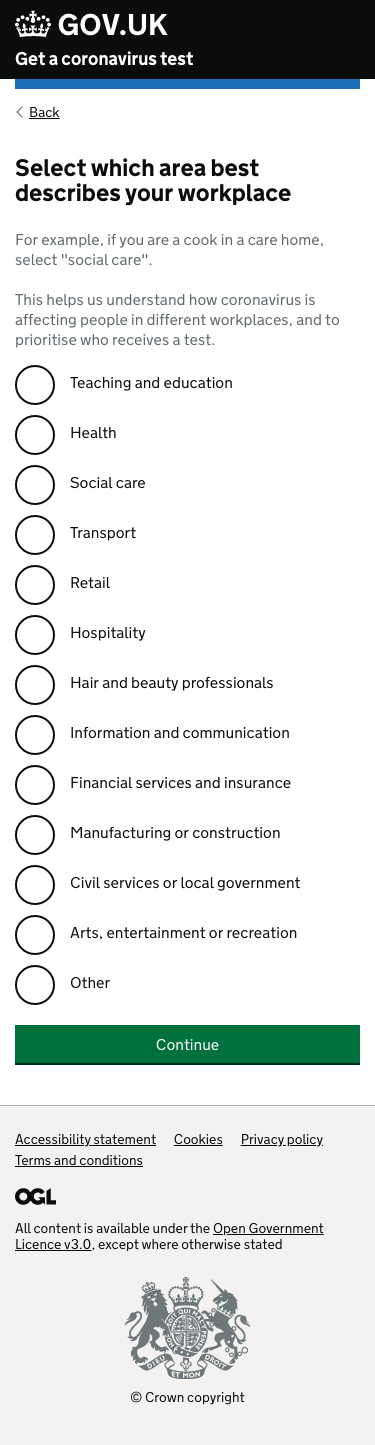 GOV.UK
Get a coronavirus test
Back
Select which area best
describes your workplace
For example, if you are a cook in a care home,
select "social care".
This helps us understand how coronavirus is
affecting people in different workplaces, and to
prioritise who receives a test.
Teaching and education
Health
Social care
Transport
Retail
Hospitality
Hair and beauty professionals
Information and communication
Financial services and insurance
Manufacturing or construction
Civil services or local government
Arts, entertainment or recreation
Other
Continue
Accessibility statement Cookies Privacy policy
Terms and conditions
OGL
All content is available under the Open Government
Licence v3.0, except where otherwise stated
DIEU ET MON DROIT
© Crown copyright